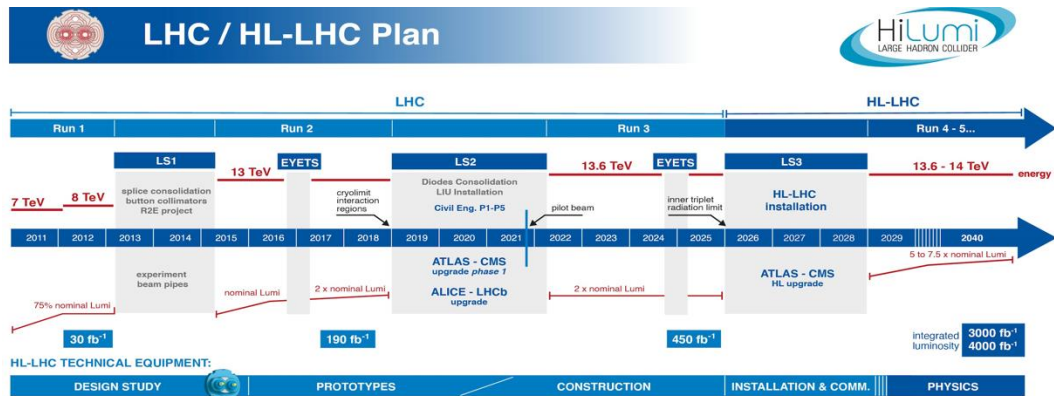 LHC / HL-LHC Plan
HiLumi
LARGE HADRON COLLIDER
LHC
HL-LHC
Run 1
Run 2
Run 3
Run 4 - 5...
LS1
EYETS
LS2
EYETS
LS3
7 TeV
8 TeV
13 TeV
13.6 TeV
13.6 - 14 TeV
energy
splice consolidation
button collimators
R2E project
cryolimit
interaction
regions
Diodes Consolidation
LIU Installation
Civil Eng. P1-P5
pilot beam
inner triplet
radiation limit
HL-LHC
installation
2011 2012 2013 2014 2015 2016 2017 2018 2019 2020 2021 2022 2023 2024 2025 2026 2027 2028 2029 2040
experiment
beam pipes
ATLAS - CMS
upgrade phase 1
ALICE - LHCb
upgrade
ATLAS - CMS
HL upgrade
5 to 7.5 x nominal Lumi
75% nominal Lumi
nominal Lumi
2 x nominal Lumi
2 x nominal Lumi
30 fb⁻¹
190 fb⁻¹
450 fb⁻¹
integrated
luminosity
3000 fb⁻¹
4000 fb⁻¹
HL-LHC TECHNICAL EQUIPMENT:
DESIGN STUDY
PROTOTYPES
CONSTRUCTION
INSTALLATION & COMM.
PHYSICS